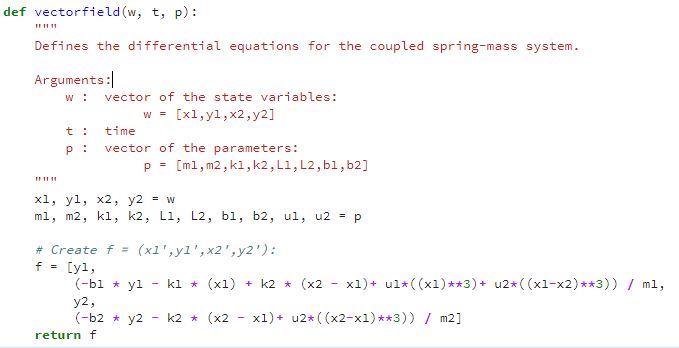 def vectorfield(w, t, p):
"""
Defines the differential equations for the coupled spring-mass system.
Arguments:
w :  vector of the state variables:
w = [x1,y1,x2,y2]
t :  time
p :  vector of the parameters:
p = [m1,m2,k1,k2,L1,L2,b1,b2]
"""
x1, y1, x2, y2 = w
m1, m2, k1, k2, L1, L2, b1, b2, u1, u2 = p
# Create f = (x1',y1',x2',y2'):
f = [y1,
(-b1 * y1 - k1 * (x1) + k2 * (x2 - x1)+ u1*((x1)**3)+ u2*((x1-x2)**3)) / m1,
y2,
(-b2 * y2 - k2 * (x2 - x1)+ u2*((x2-x1)**3)) / m2]
return f